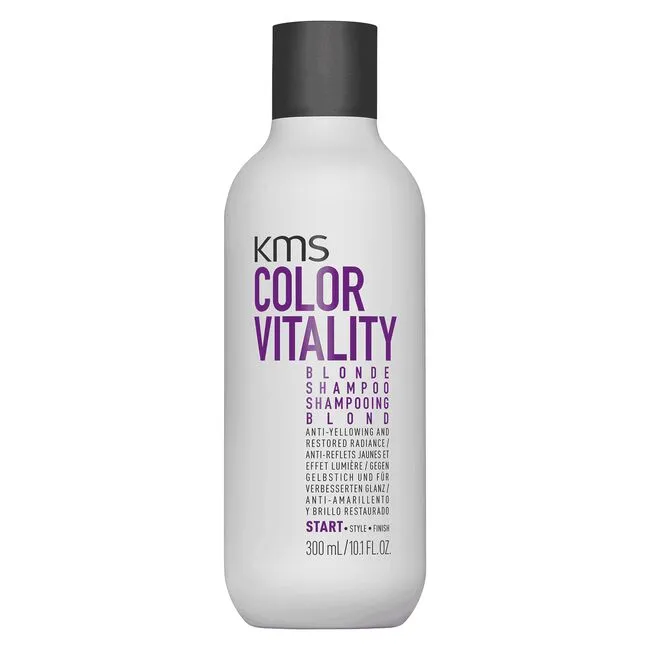 KMS
COLOR
VITALITY
BLONDE
SHAMPOO
SHAMPOOING
BLOND
ANTI-YELLOWING AND
RESTORED RADIANCE /
ANTI-REFLETS JAUNES ET
EFFET LUMIÈRE / GEGEN
GELBSTICH UND FÜR
VERBESSERTEN GLANZ /
ANTI-AMARILLENTO
Y BRILLO RESTAURADO
START • STYLE • FINISH
300 mL/10.1 FL.OZ.